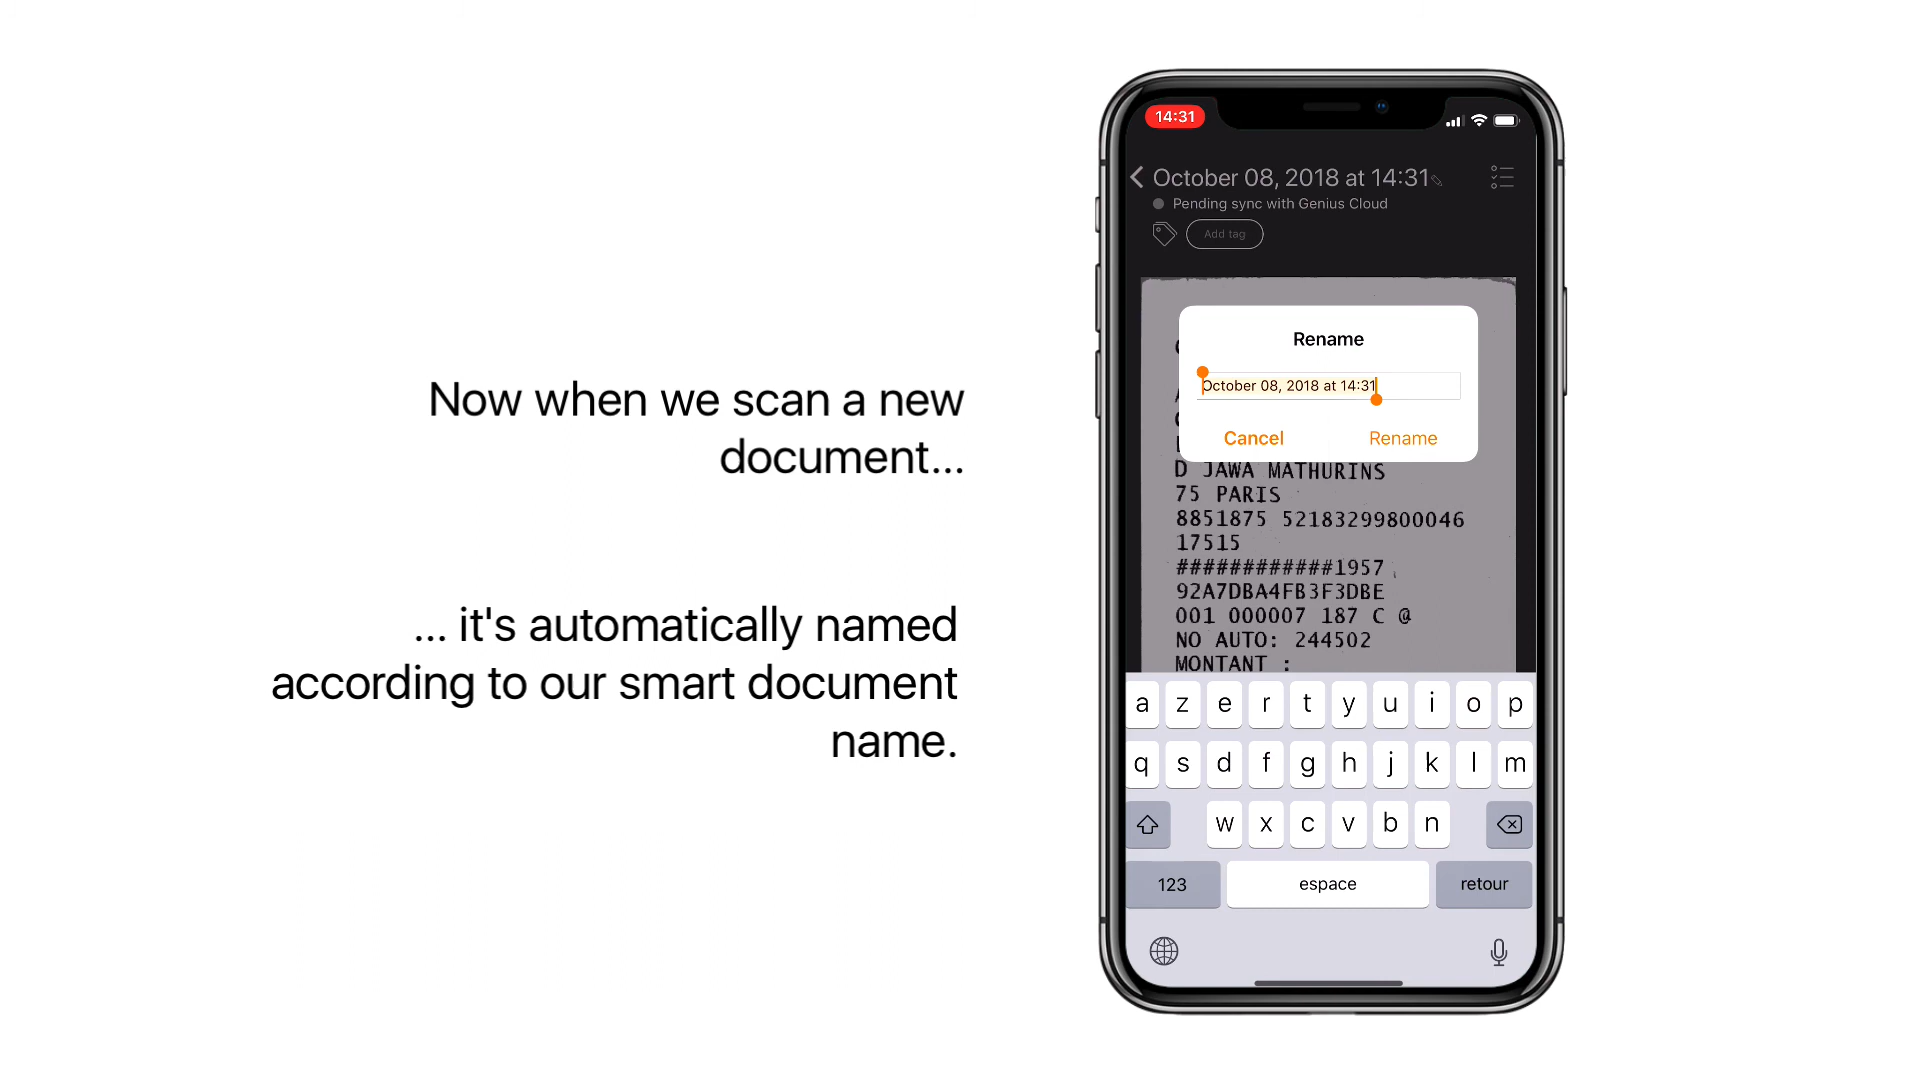 Now when we scan a new
document...
... it's automatically named
according to our smart document
name.
14:31
October 08, 2018 at 14:31
Pending sync with Genius Cloud
Add tag
Rename
October 08, 2018 at 14:31
Cancel Rename
D JAWA MATHURINS
75 PARIS
8851875 52183299800046
17515
############1957
92A7DBA4FB3F3DBE
001 000007 187 C @
NO AUTO: 244502
MONTANT :
a z e r t y u i o p
q s d f g h j k l m
w x c v b n
123 espace retour